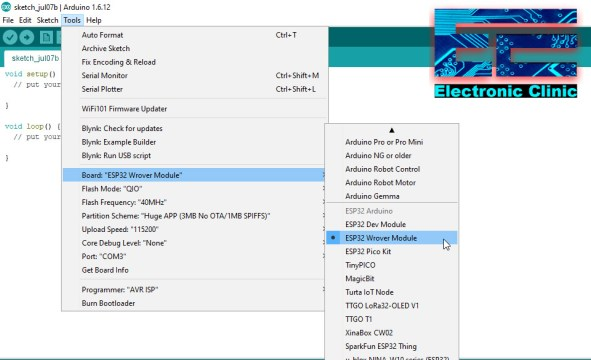 sketch_jul07b | Arduino 1.6.12
File Edit Sketch Tools Help
sketch_jul07b
void setup()
// put your
}
void loop() {
// put your
}
Auto Format Ctrl+T
Archive Sketch
Fix Encoding & Reload
Serial Monitor Ctrl+Shift+M
Serial Plotter Ctrl+Shift+L
WiFi101 Firmware Updater
Blynk: Check for updates
Blynk: Example Builder
Blynk: Run USB script
Board: "ESP32 Wrover Module"
Flash Mode: "QIO"
Flash Frequency: "40MHz"
Partition Scheme: "Huge APP (3MB No OTA/1MB SPIFFS)"
Upload Speed: "115200"
Core Debug Level: "None"
Port: "COM3"
Get Board Info
Programmer: "AVR ISP"
Burn Bootloader
Arduino Pro or Pro Mini
Arduino NG or older
Arduino Robot Control
Arduino Robot Motor
Arduino Gemma
ESP32 Arduino
ESP32 Dev Module
ESP32 Wrover Module
ESP32 Pico Kit
TinyPICO
MagicBit
Turta IoT Node
TTGO LoRa32-OLED V1
TTGO T1
XinaBox CW02
SparkFun ESP32 Thing
u-blox NINA-W10 series (ESP32)
EC
Electronic Clinic